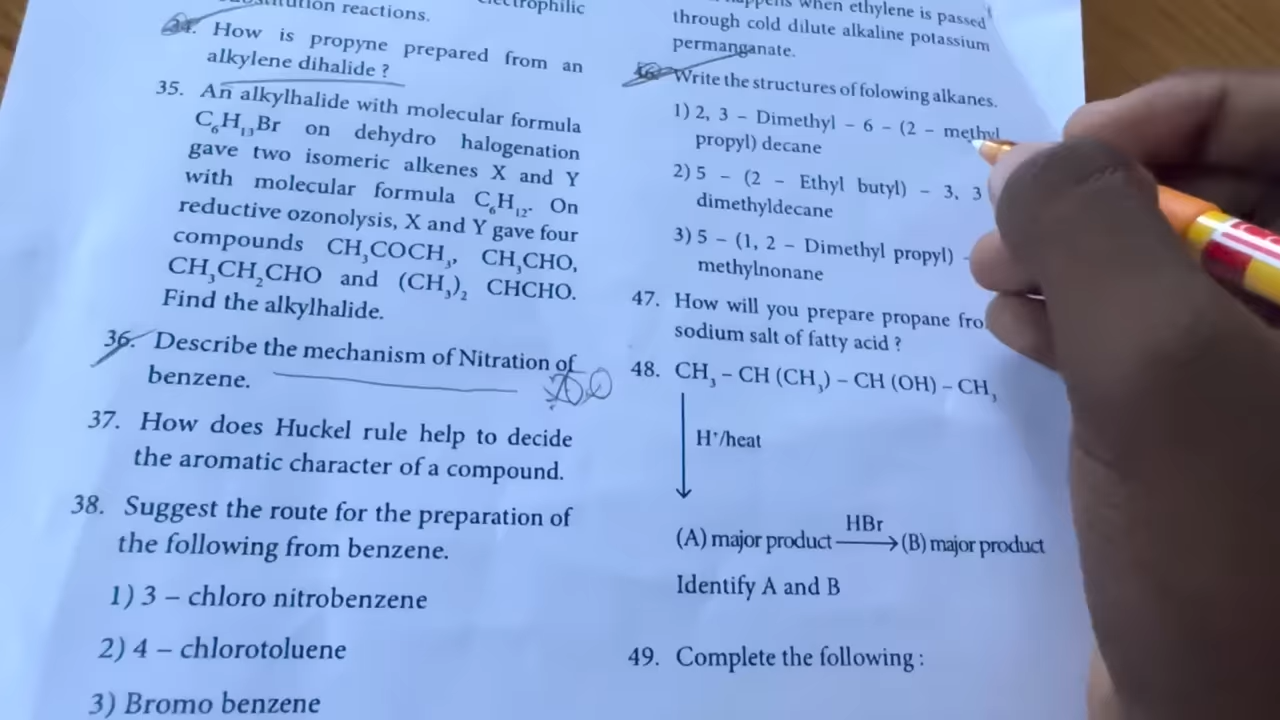 reactions.
34. How is propyne prepared from an
alkylene dihalide ?
35. An alkylhalide with molecular formula
C₆H₁₃Br on dehydro halogenation
gave two isomeric alkenes X and Y
with molecular formula C₆H₁₂. On
reductive ozonolysis, X and Y gave four
compounds CH₃COCH₃, CH₃CHO,
CH₃CH₂CHO and (CH₃)₂ CHCHO.
Find the alkylhalide.
36. Describe the mechanism of Nitration of
benzene.
37. How does Huckel rule help to decide
the aromatic character of a compound.
38. Suggest the route for the preparation of
the following from benzene.
1) 3 – chloro nitrobenzene
2) 4 – chlorotoluene
3) Bromo benzene
when ethylene is passed
through cold dilute alkaline potassium
permanganate.
46. Write the structures of folowing alkanes.
1) 2, 3 – Dimethyl – 6 – (2 – methyl
propyl) decane
2) 5 – (2 – Ethyl butyl) – 3, 3
dimethyldecane
3) 5 – (1, 2 – Dimethyl propyl) –
methylnonane
47. How will you prepare propane
sodium salt of fatty acid ?
48. CH₃ – CH (CH₃) – CH (OH) – CH₃
H⁺/heat
HBr
(A) major product ⟶ (B) major product
Identify A and B
49. Complete the following :